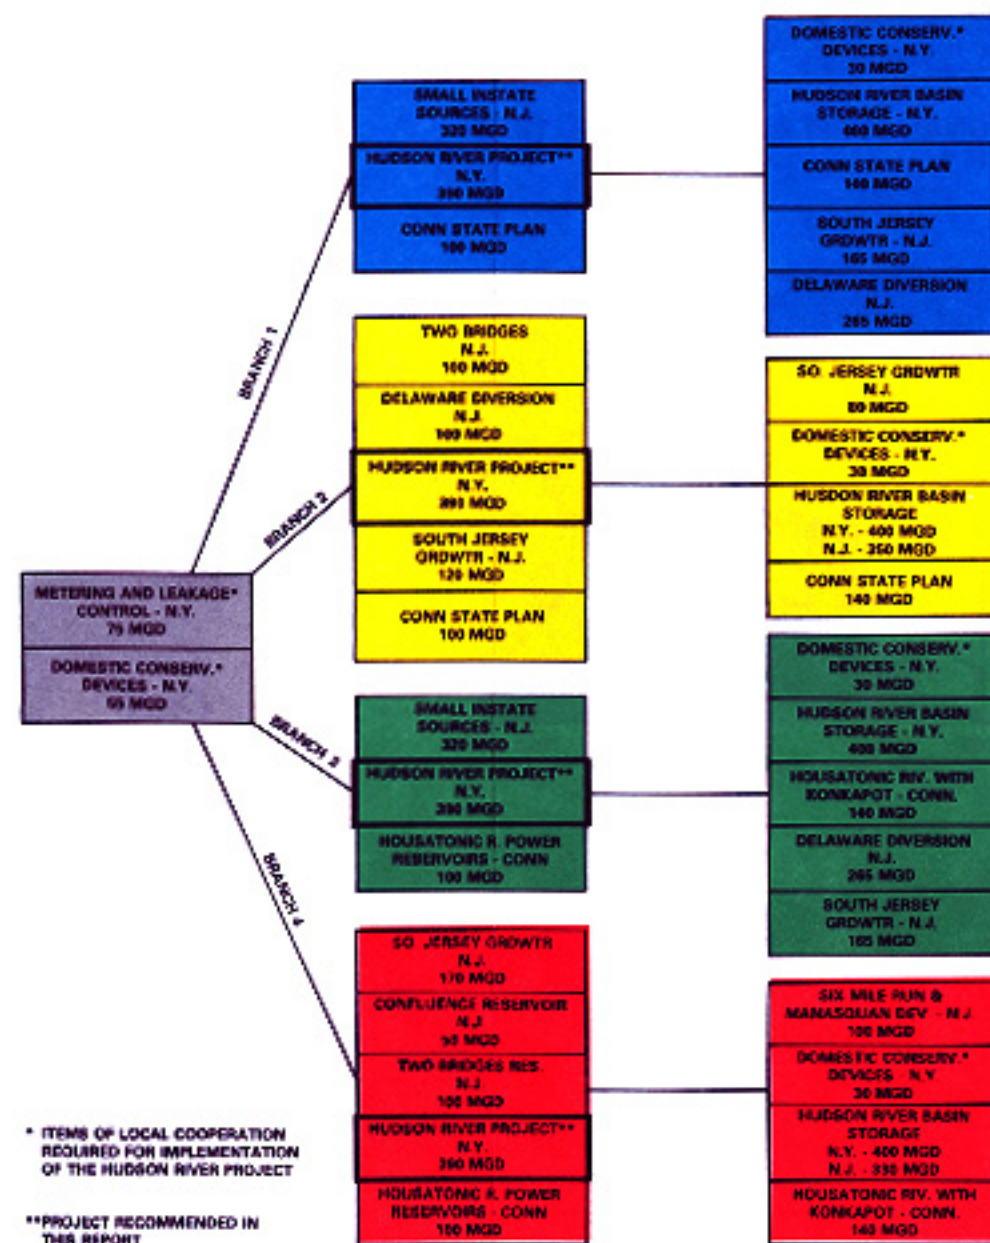 METERING AND LEAKAGE*
CONTROL - N.Y.
75 MGD
DOMESTIC CONSERV.*
DEVICES - N.Y.
55 MGD
BRANCH 1
BRANCH 2
BRANCH 3
BRANCH 4
SMALL INSTATE
SOURCES - N.J.
320 MGD
HUDSON RIVER PROJECT**
N.Y.
390 MGD
CONN STATE PLAN
100 MGD
TWO BRIDGES
N.J.
100 MGD
DELAWARE DIVERSION
N.J.
100 MGD
HUDSON RIVER PROJECT**
N.Y.
390 MGD
SOUTH JERSEY
GRDWTR - N.J.
120 MGD
CONN STATE PLAN
100 MGD
SMALL INSTATE
SOURCES - N.J.
320 MGD
HUDSON RIVER PROJECT**
N.Y.
390 MGD
HOUSATONIC R. POWER
RESERVOIRS - CONN
100 MGD
SO. JERSEY GRDWTR
N.J.
170 MGD
CONFLUENCE RESERVOIR
N.J.
MGD
TWO BRIDGES RES.
N.J.
100 MGD
HUDSON RIVER PROJECT**
N.Y.
390 MGD
HOUSATONIC R. POWER
RESERVOIRS - CONN
100 MGD
DOMESTIC CONSERV.*
DEVICES - N.Y.
30 MGD
HUDSON RIVER BASIN
STORAGE - N.Y.
400 MGD
CONN STATE PLAN
140 MGD
SOUTH JERSEY
GRDWTR - N.J.
165 MGD
DELAWARE DIVERSION
N.J.
265 MGD
SO. JERSEY GRDWTR
N.J.
80 MGD
DOMESTIC CONSERV.*
DEVICES - N.Y.
30 MGD
HUSDON RIVER BASIN
STORAGE
N.Y. - 400 MGD
N.J. - 350 MGD
CONN STATE PLAN
140 MGD
DOMESTIC CONSERV.*
DEVICES - N.Y.
30 MGD
HUDSON RIVER BASIN
STORAGE - N.Y.
400 MGD
HOUSATONIC RIV. WITH
KONKAPOT - CONN.
140 MGD
DELAWARE DIVERSION
N.J.
265 MGD
SOUTH JERSEY
GRDWTR - N.J.
165 MGD
SIX MILE RUN &
MANASQUAN DEV. - N.J.
100 MGD
DOMESTIC CONSERV.*
DEVICES - N.Y.
30 MGD
HUDSON RIVER BASIN
STORAGE
N.Y. - 400 MGD
N.J. - 330 MGD
HOUSATONIC RIV. WITH
KONKAPOT - CONN.
140 MGD
* ITEMS OF LOCAL COOPERATION
REQUIRED FOR IMPLEMENTATION
OF THE HUDSON RIVER PROJECT
**PROJECT RECOMMENDED IN
THIS REPORT